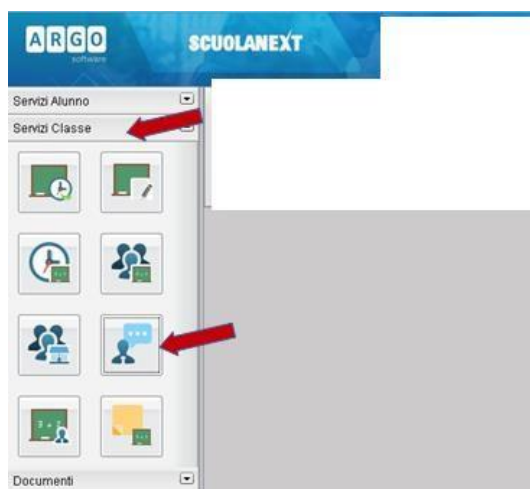 ARGO
software
SCUOLANEXT
Servizi Alunno
Servizi Classe
Documenti